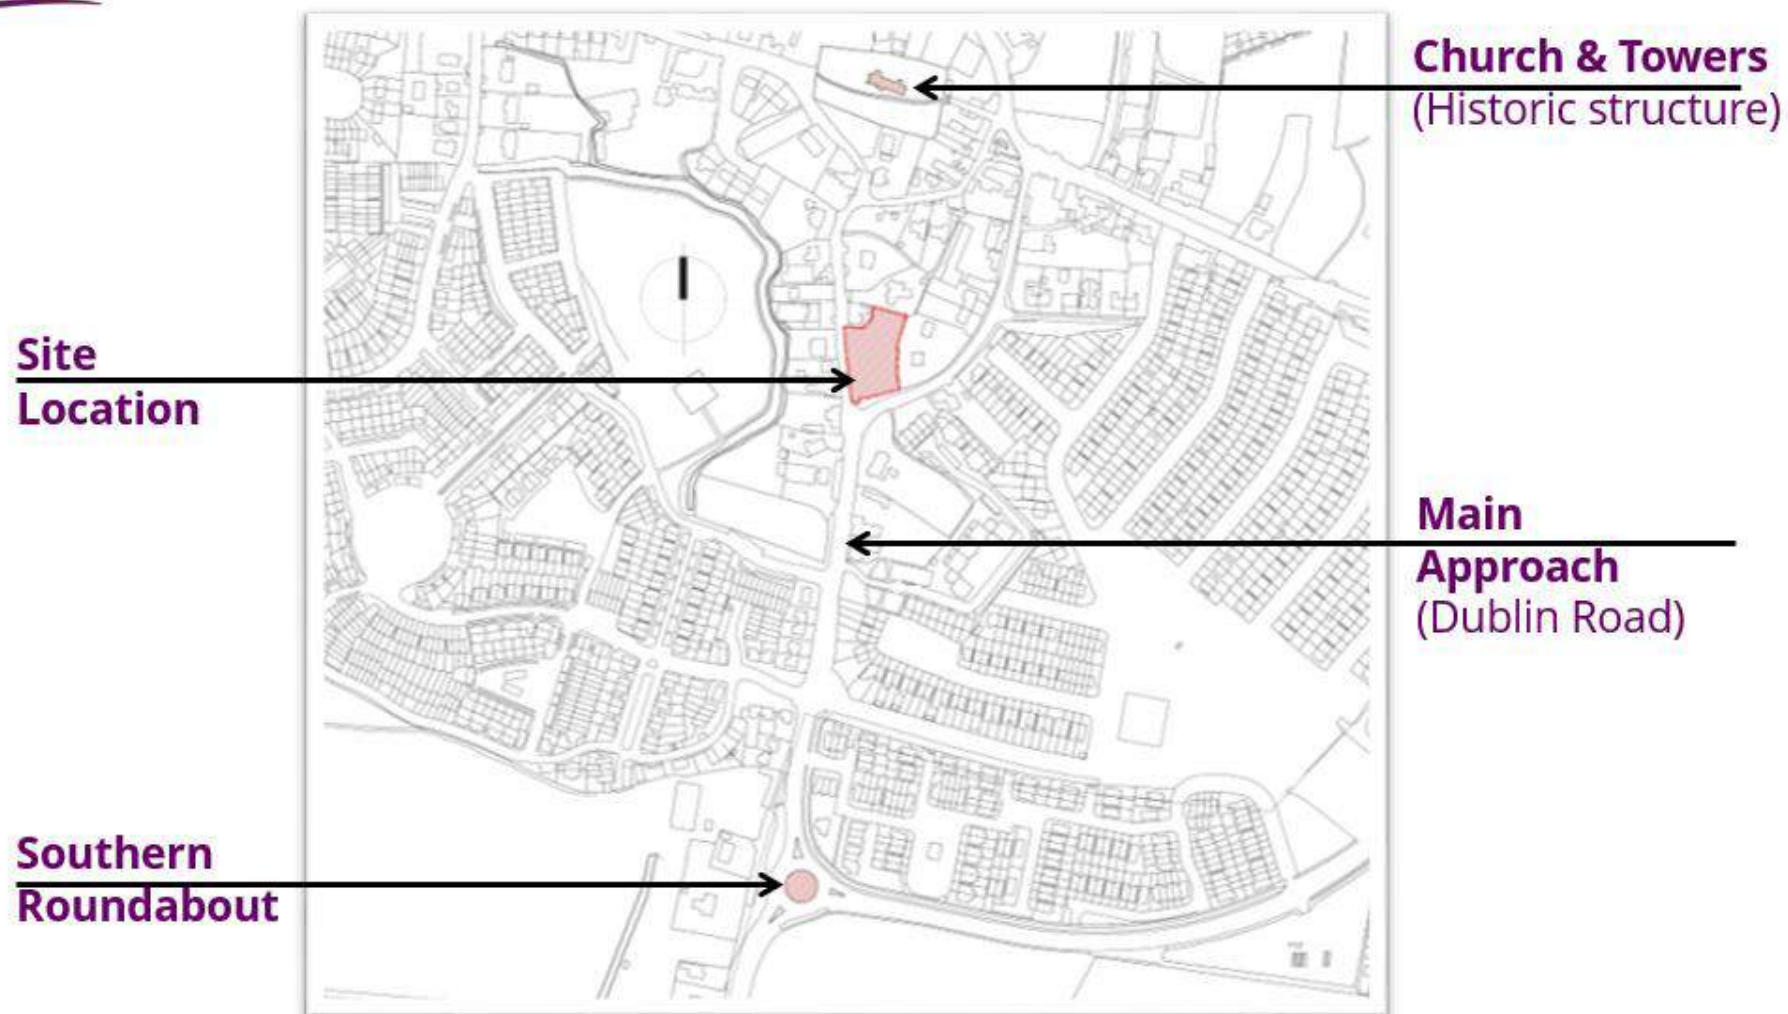 Church & Towers
(Historic structure)
Site
Location
Main
Approach
(Dublin Road)
Southern
Roundabout